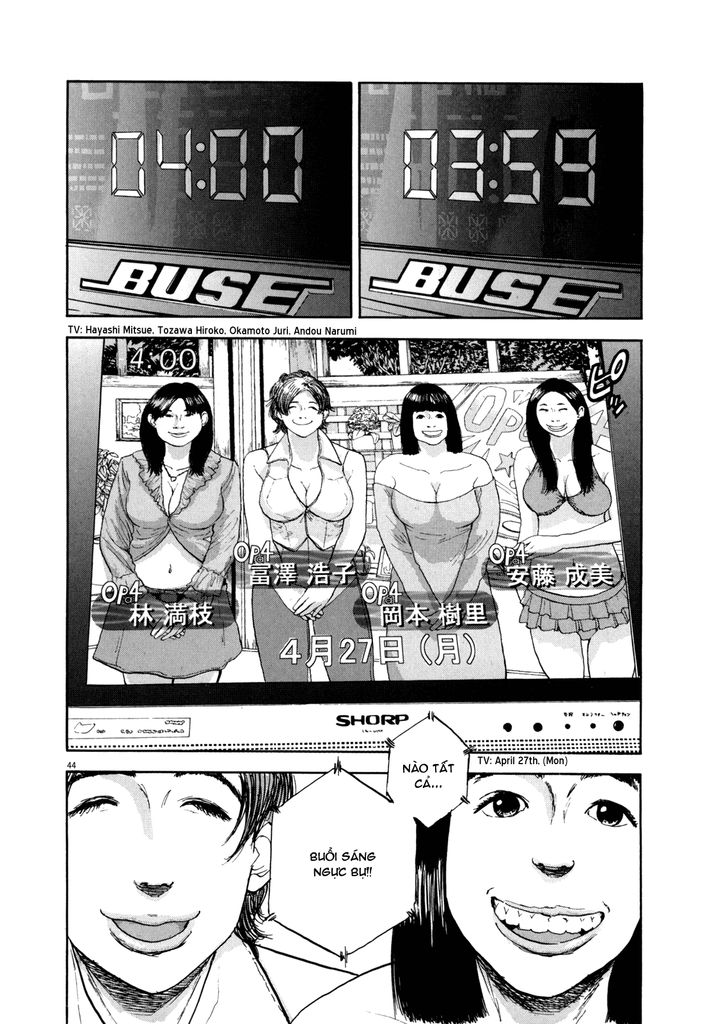 03:59
BUSE
04:00
BUSE
TV: Hayashi Mitsue, Tozawa Hiroko, Okamoto Juri, Andou Narumi
4:00
ピッ
OP4
富澤 浩子
OP4
安藤 成美
OP4
林 満枝
OP4
岡本 樹里
4月27日（月）
SHORP
TV: April 27th, (Mon)
44
NÀO TẤT
CẢ...
BUỔI SÁNG
NGỰC BỰ!!